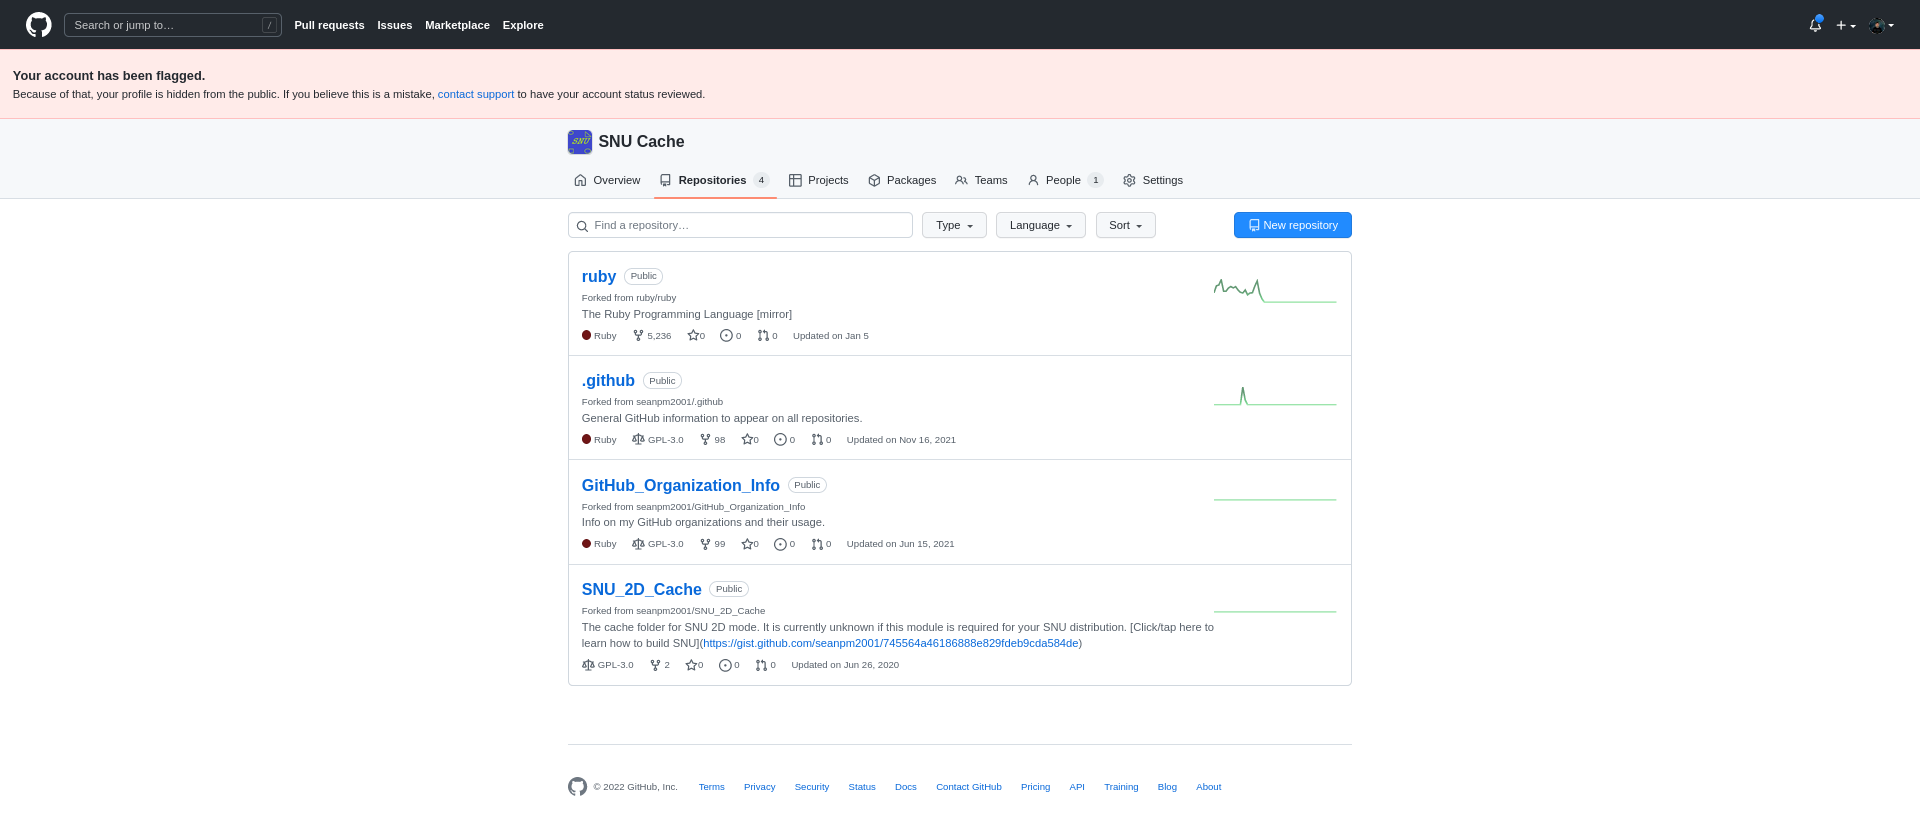 Search or jump to… /
Pull requests Issues Marketplace Explore
Your account has been flagged.
Because of that, your profile is hidden from the public. If you believe this is a mistake, contact support to have your account status reviewed.
SNU SNU Cache
Overview Repositories 4 Projects Packages Teams People 1 Settings
Find a repository… Type Language Sort New repository
ruby Public
Forked from ruby/ruby
The Ruby Programming Language [mirror]
Ruby 5,236 0 0 0 Updated on Jan 5
.github Public
Forked from seanpm2001/.github
General GitHub information to appear on all repositories.
Ruby GPL-3.0 98 0 0 0 Updated on Nov 16, 2021
GitHub_Organization_Info Public
Forked from seanpm2001/GitHub_Organization_Info
Info on my GitHub organizations and their usage.
Ruby GPL-3.0 99 0 0 0 Updated on Jun 15, 2021
SNU_2D_Cache Public
Forked from seanpm2001/SNU_2D_Cache
The cache folder for SNU 2D mode. It is currently unknown if this module is required for your SNU distribution. [Click/tap here to
learn how to build SNU](https://gist.github.com/seanpm2001/745564a46186888e829fdeb9cda584de)
GPL-3.0 2 0 0 0 Updated on Jun 26, 2020
© 2022 GitHub, Inc. Terms Privacy Security Status Docs Contact GitHub Pricing API Training Blog About